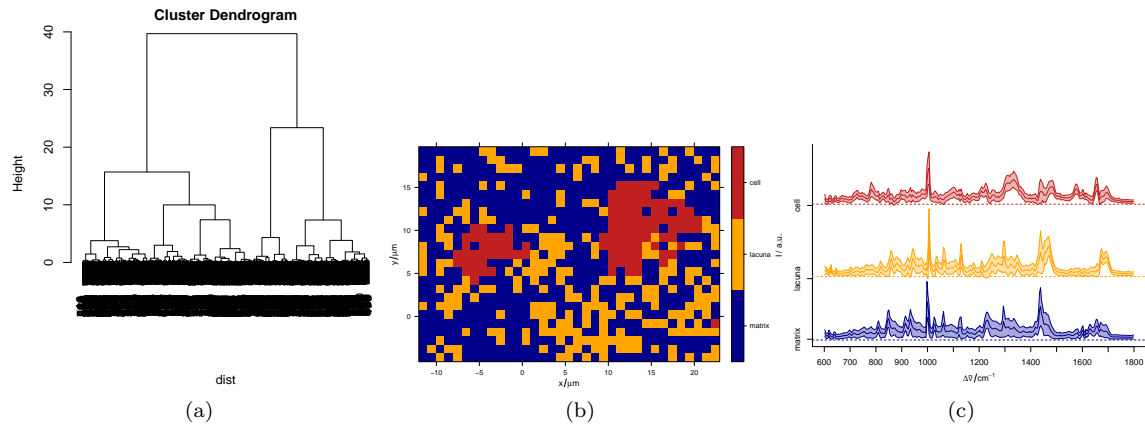 Cluster Dendrogram
Height
0
10
20
30
40
dist
(a)
15
10
5
0
y/µm
−10
−5
0
5
10
15
20
x/µm
cell
lacuna
matrix
(b)
I / a.u.
cell
lacuna
matrix
600
800
1000
1200
1400
1600
1800
Δν̃/cm⁻¹
(c)